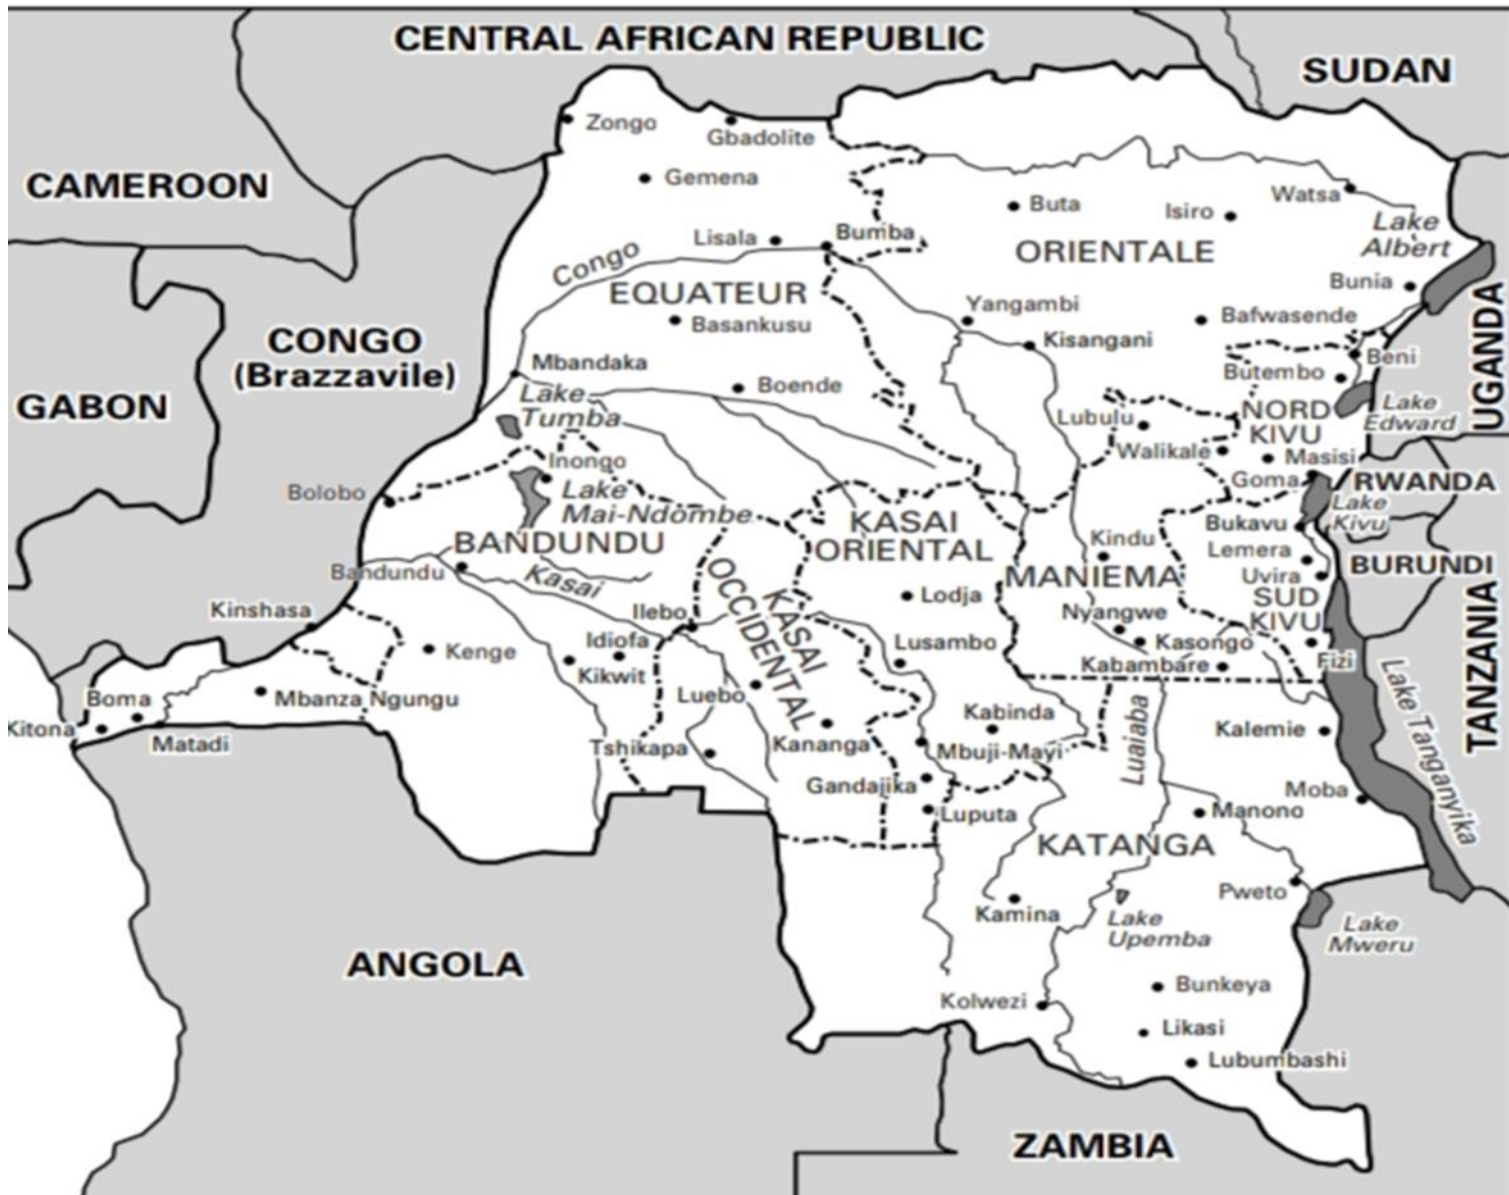 CENTRAL AFRICAN REPUBLIC
SUDAN
Zongo
Gbadolite
CAMEROON
Gemena
Buta
Isiro
Watsa
Lake
Albert
Lisala
Bumba
ORIENTALE
Congo
EQUATEUR
Bunia
Yangambi
Bafwasende
Basankusu
CONGO
(Brazzavile)
Kisangani
UGANDA
Mbandaka
Beni
Butembo
Boende
Lake
Tumba
GABON
Lubulu
NORD
KIVU
Lake
Edward
Walikale
Masisi
Inongo
Goma
RWANDA
Bolobo
Lake
Mai-Ndombe
Lake
Kivu
KASAI
ORIENTAL
Bukavu
BANDUNDU
Kindu
Lemera
BURUNDI
Bandundu
Kasai
MANIEMA
Uvira
SUD
KIVU
OCCIDENTAL
KASAI
Lodja
Kinshasa
Ilebo
Nyangwe
TANZANIA
Kenge
Idiofa
Lusambo
Kasongo
Kikwit
Kabambare
Fizi
Boma
Mbanza Ngungu
Luebo
Kabinda
Lualaba
Lake Tanganyika
Kitona
Matadi
Tshikapa
Kananga
Mbuji-Mayi
Kalemie
Gandajika
Moba
Luputa
Manono
KATANGA
Pweto
Kamina
Lake
Upemba
Lake
Mweru
ANGOLA
Bunkeya
Kolwezi
Likasi
Lubumbashi
ZAMBIA